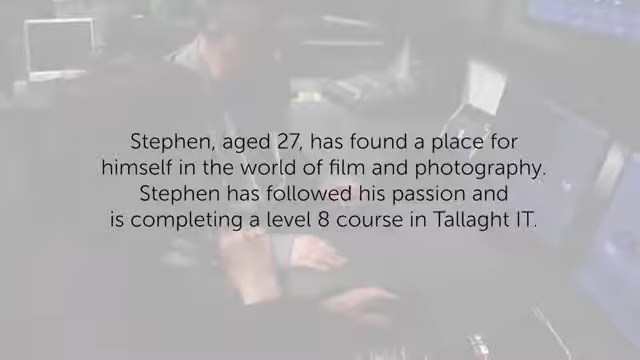 Stephen, aged 27, has found a place for
himself in the world of film and photography.
Stephen has followed his passion and
is completing a level 8 course in Tallaght IT.